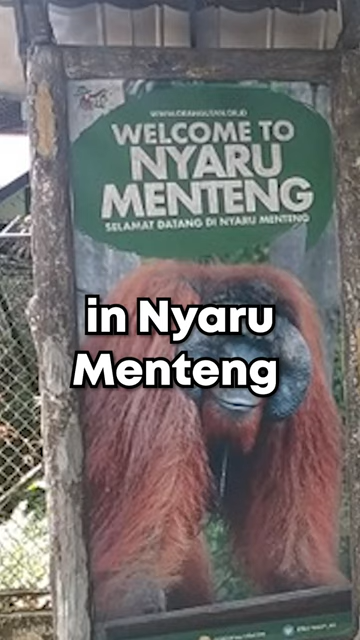 WWW.ORANGUTAN.OR.ID
WELCOME TO
NYARU
MENTENG
SELAMAT DATANG DI NYARU MENTENG
in Nyaru
Menteng